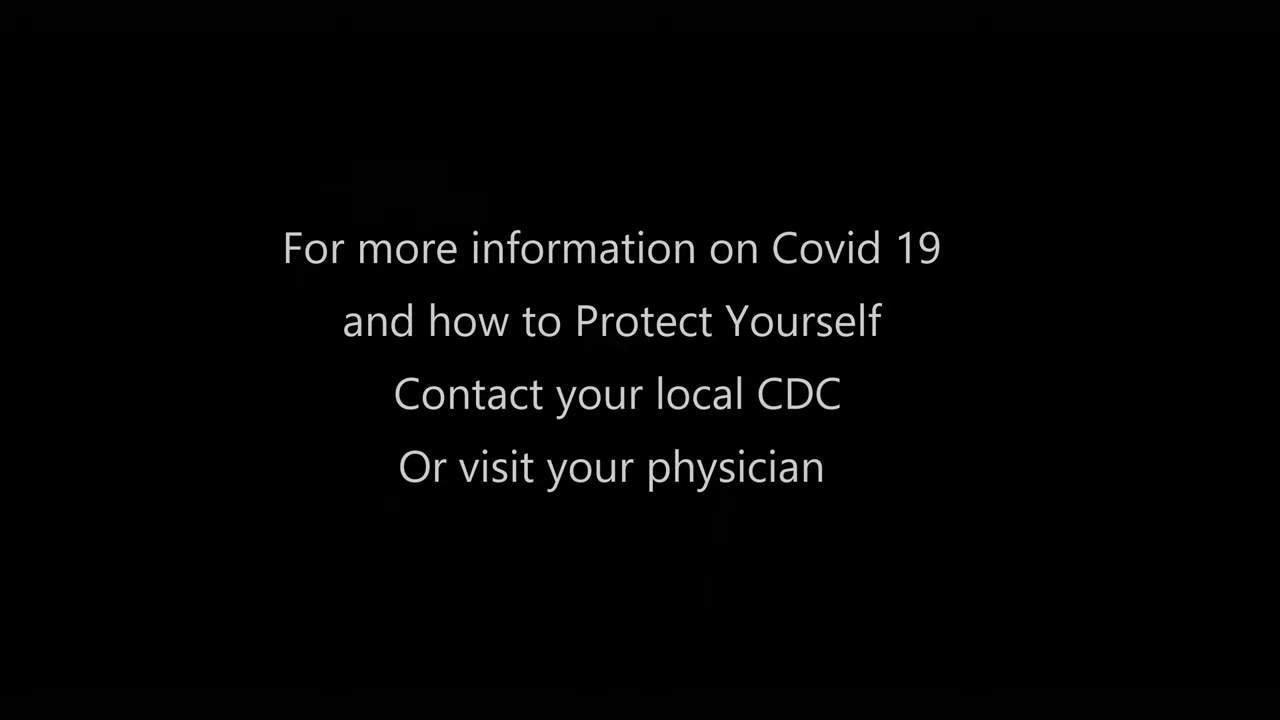 For more information on Covid 19
and how to Protect Yourself
Contact your local CDC
Or visit your physician